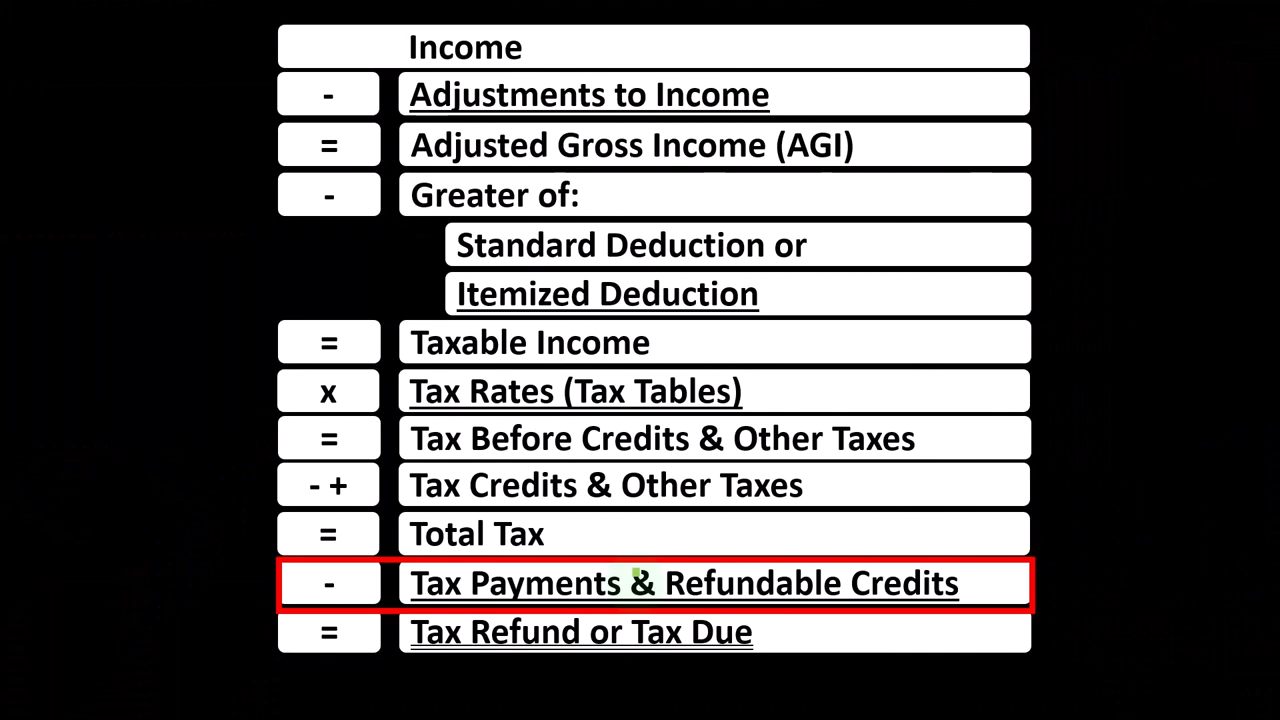 Income
- Adjustments to Income
= Adjusted Gross Income (AGI)
- Greater of:
Standard Deduction or
Itemized Deduction
= Taxable Income
x Tax Rates (Tax Tables)
= Tax Before Credits & Other Taxes
- + Tax Credits & Other Taxes
= Total Tax
- Tax Payments & Refundable Credits
= Tax Refund or Tax Due